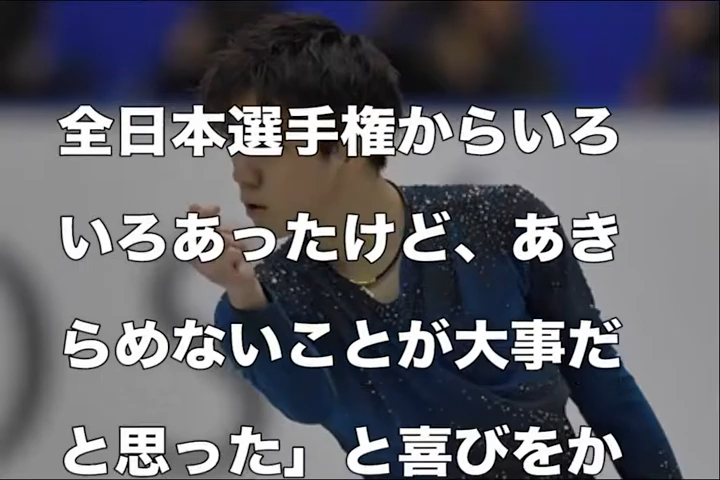 全日本選手権からいろ
いろあったけど、あき
らめないことが大事だ
と思った」と喜びをか